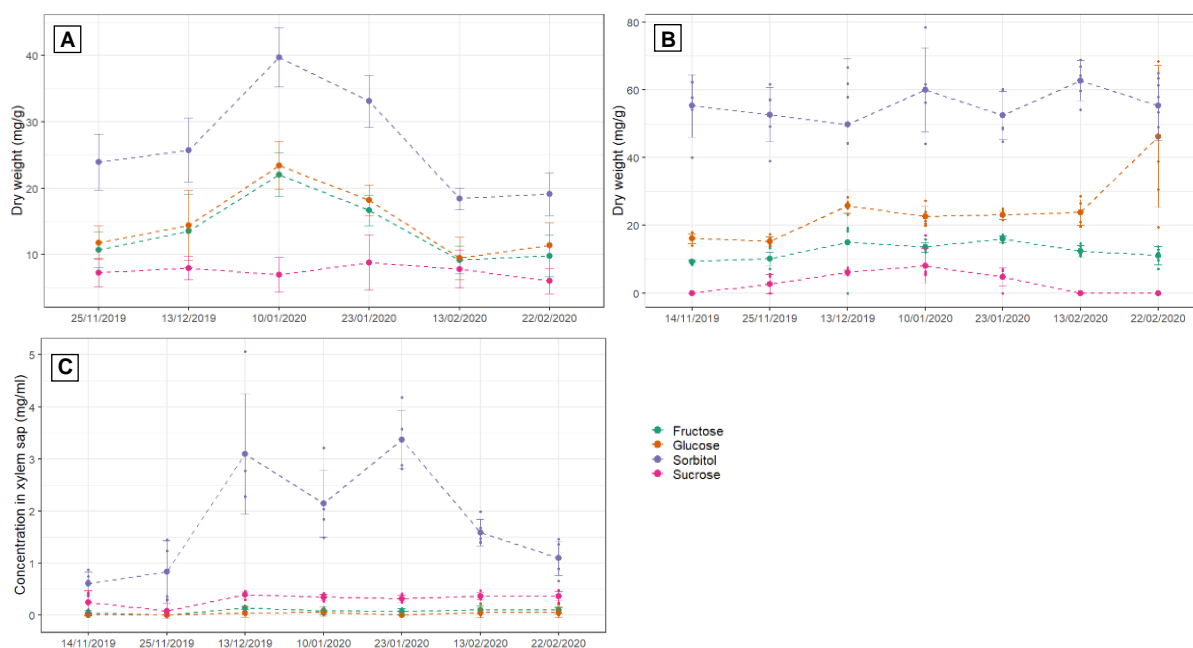 A
Dry weight (mg/g)
40
30
20
10
25/11/2019 13/12/2019 10/01/2020 23/01/2020 13/02/2020 22/02/2020
B
Dry weight (mg/g)
80
60
40
20
0
14/11/2019 25/11/2019 13/12/2019 10/01/2020 23/01/2020 13/02/2020 22/02/2020
C
Concentration in xylem sap (mg/ml)
5
4
3
2
1
0
14/11/2019 25/11/2019 13/12/2019 10/01/2020 23/01/2020 13/02/2020 22/02/2020
Fructose
Glucose
Sorbitol
Sucrose